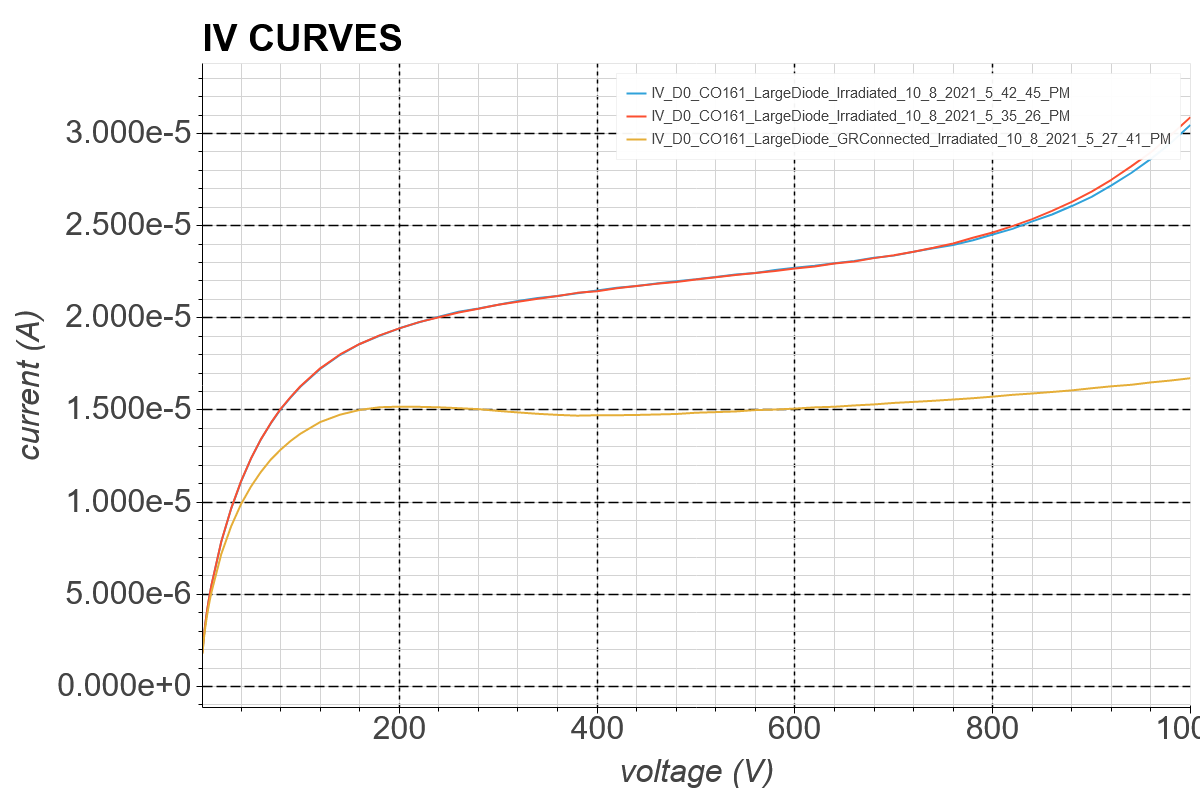 IV CURVES
IV_D0_CO161_LargeDiode_Irradiated_10_8_2021_5_42_45_PM
IV_D0_CO161_LargeDiode_Irradiated_10_8_2021_5_35_26_PM
IV_D0_CO161_LargeDiode_GRConnected_Irradiated_10_8_2021_5_27_41_PM
3.000e-5
2.500e-5
2.000e-5
1.500e-5
1.000e-5
5.000e-6
0.000e+0
current (A)
200 400 600 800 100
voltage (V)